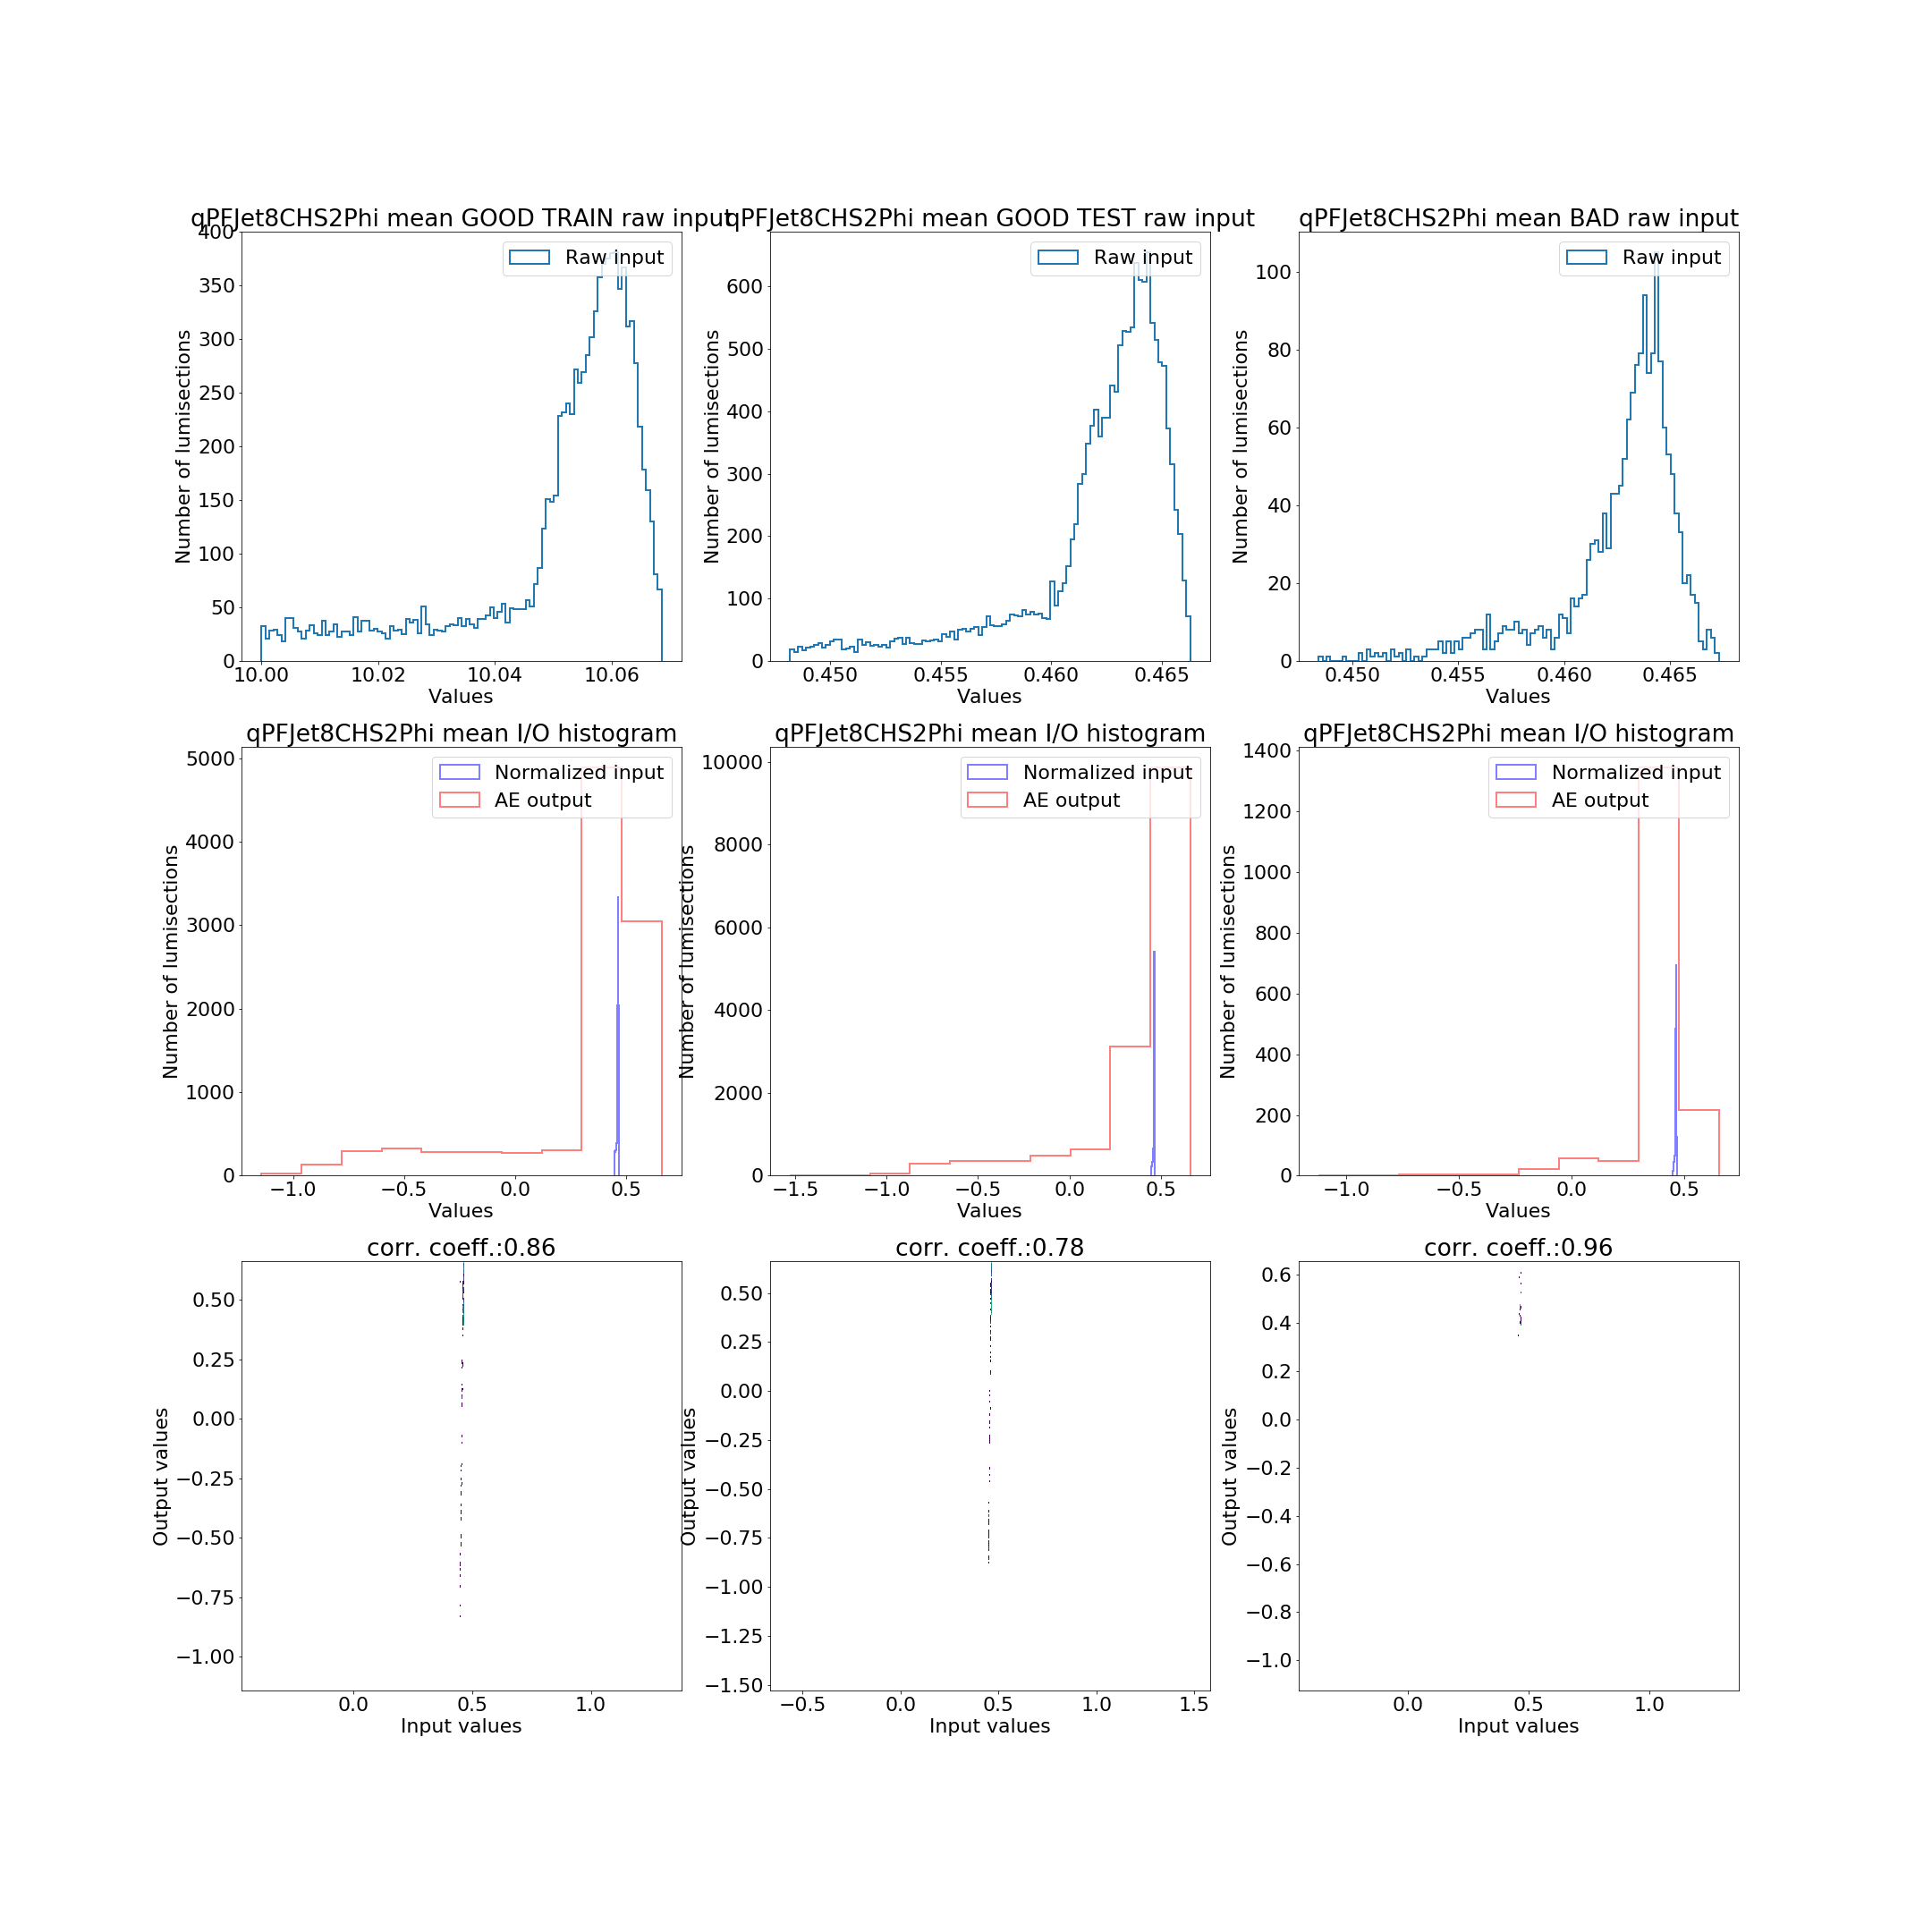 qPFJet8CHS2Phi mean GOOD TRAIN raw input
qPFJet8CHS2Phi mean GOOD TEST raw input
qPFJet8CHS2Phi mean BAD raw input
Raw input
Number of lumisections
400
350
300
250
200
150
100
50
0
10.00 10.02 10.04 10.06
Values
Raw input
Number of lumisections
600
500
400
300
200
100
0
0.450 0.455 0.460 0.465
Values
Raw input
Number of lumisections
100
80
60
40
20
0
0.450 0.455 0.460 0.465
Values
qPFJet8CHS2Phi mean I/O histogram
Normalized input
AE output
Number of lumisections
5000
4000
3000
2000
1000
0
−1.0 −0.5 0.0 0.5
Values
qPFJet8CHS2Phi mean I/O histogram
Normalized input
AE output
Number of lumisections
10000
8000
6000
4000
2000
0
−1.5 −1.0 −0.5 0.0 0.5
Values
qPFJet8CHS2Phi mean I/O histogram
Normalized input
AE output
Number of lumisections
1400
1200
1000
800
600
400
200
0
−1.0 −0.5 0.0 0.5
Values
corr. coeff.:0.86
Output values
0.50
0.25
0.00
−0.25
−0.50
−0.75
−1.00
0.0 0.5 1.0
Input values
corr. coeff.:0.78
Output values
0.50
0.25
0.00
−0.25
−0.50
−0.75
−1.00
−1.25
−1.50
−0.5 0.0 0.5 1.0 1.5
Input values
corr. coeff.:0.96
Output values
0.6
0.4
0.2
0.0
−0.2
−0.4
−0.6
−0.8
−1.0
0.0 0.5 1.0
Input values